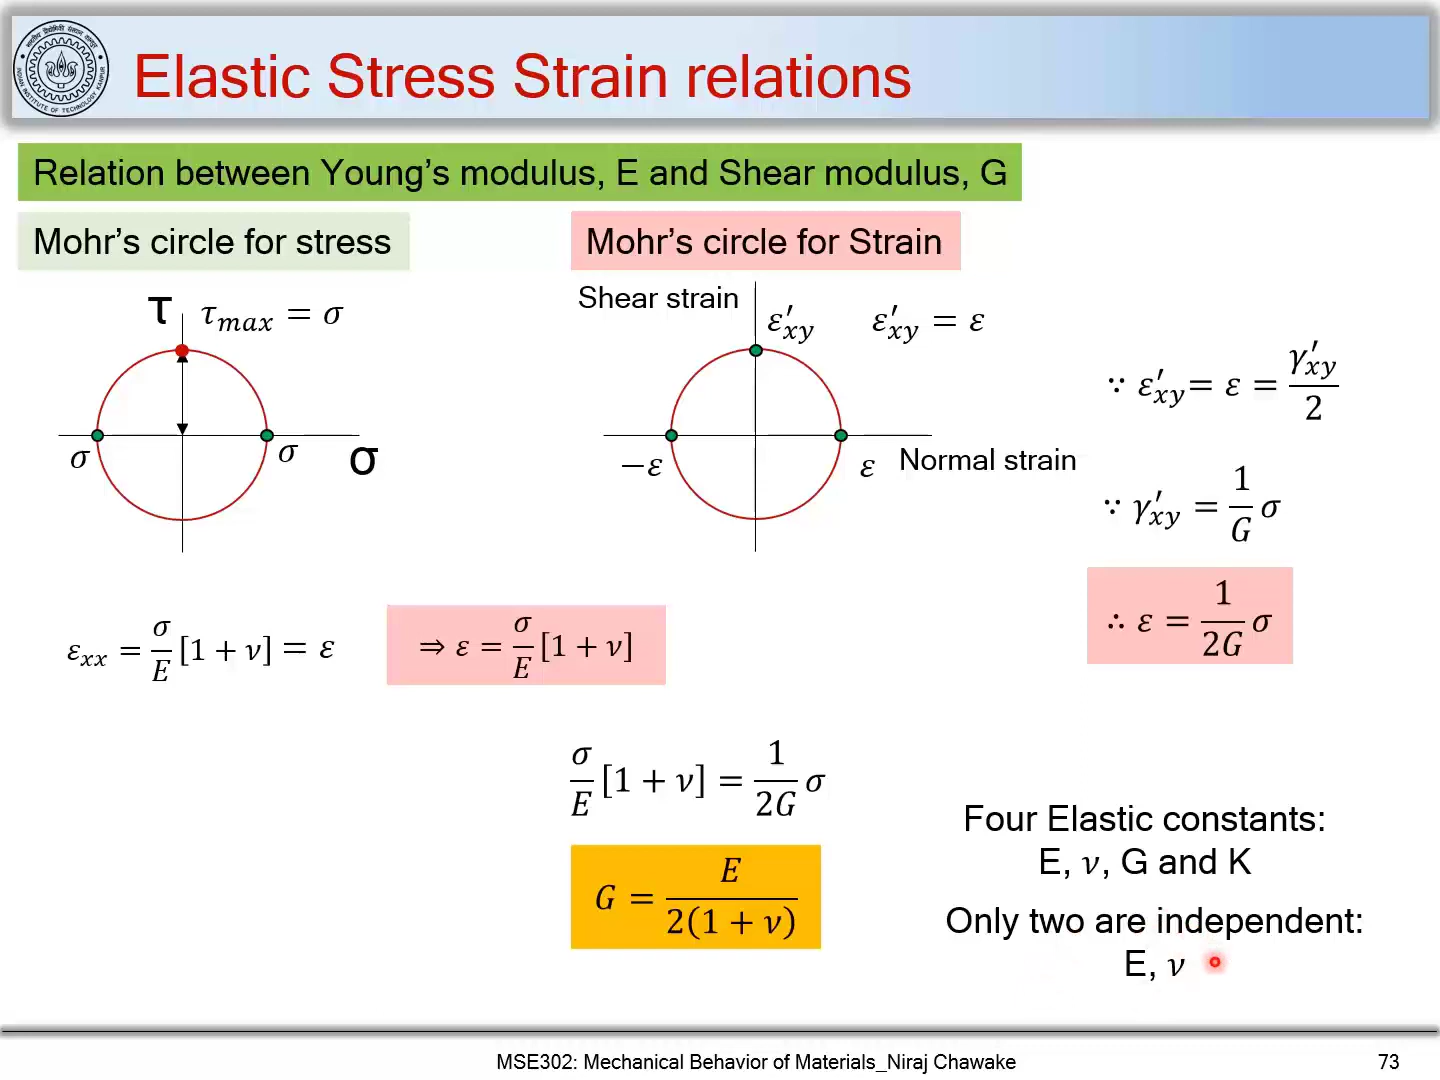 Elastic Stress Strain relations
Relation between Young's modulus, E and Shear modulus, G
Mohr's circle for stress
τ
τ_max = σ
σ
σ
σ
Mohr's circle for Strain
Shear strain
ε′_xy
ε′_xy = ε
−ε
ε
Normal strain
∵ ε′_xy = ε = γ′_xy / 2
∵ γ′_xy = 1/G σ
∴ ε = 1/2G σ
ε_xx = σ/E [1 + ν] = ε
⇒ ε = σ/E [1 + ν]
σ/E [1 + ν] = 1/2G σ
G = E / 2(1 + ν)
Four Elastic constants:
E, ν, G and K
Only two are independent:
E, ν
MSE302: Mechanical Behavior of Materials_Niraj Chawake
73